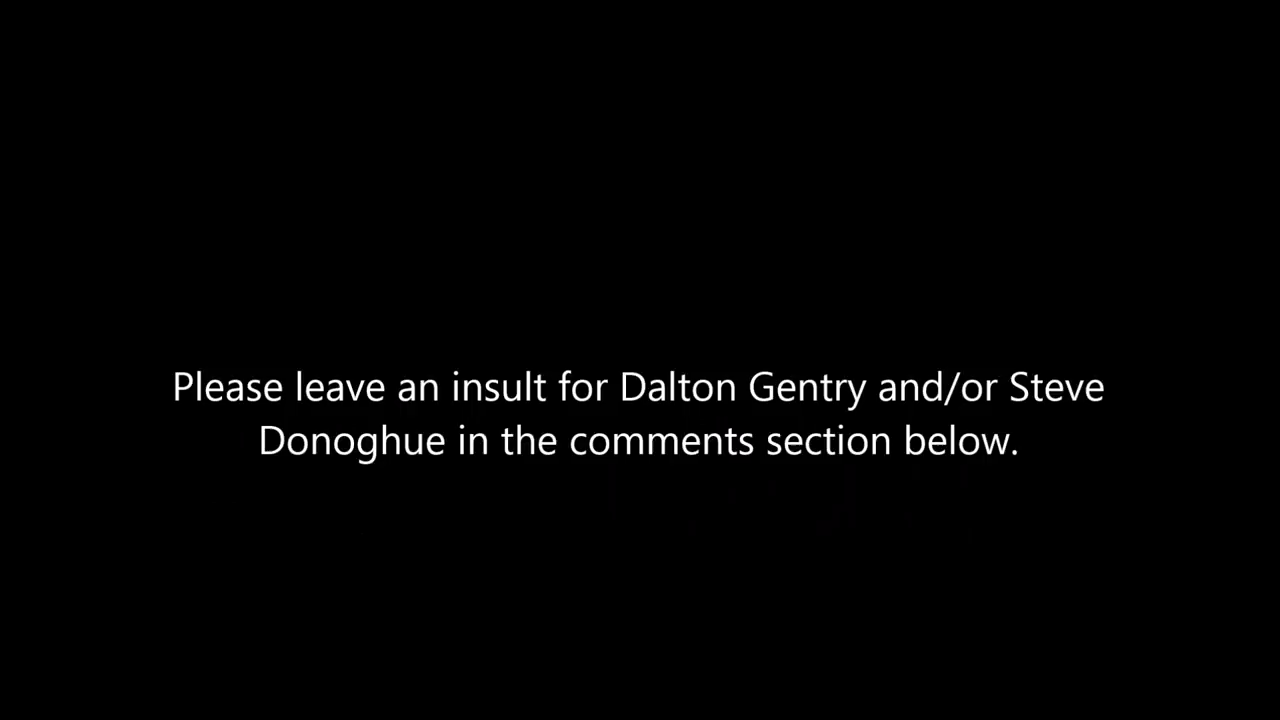 Please leave an insult for Dalton Gentry and/or Steve
Donoghue in the comments section below.